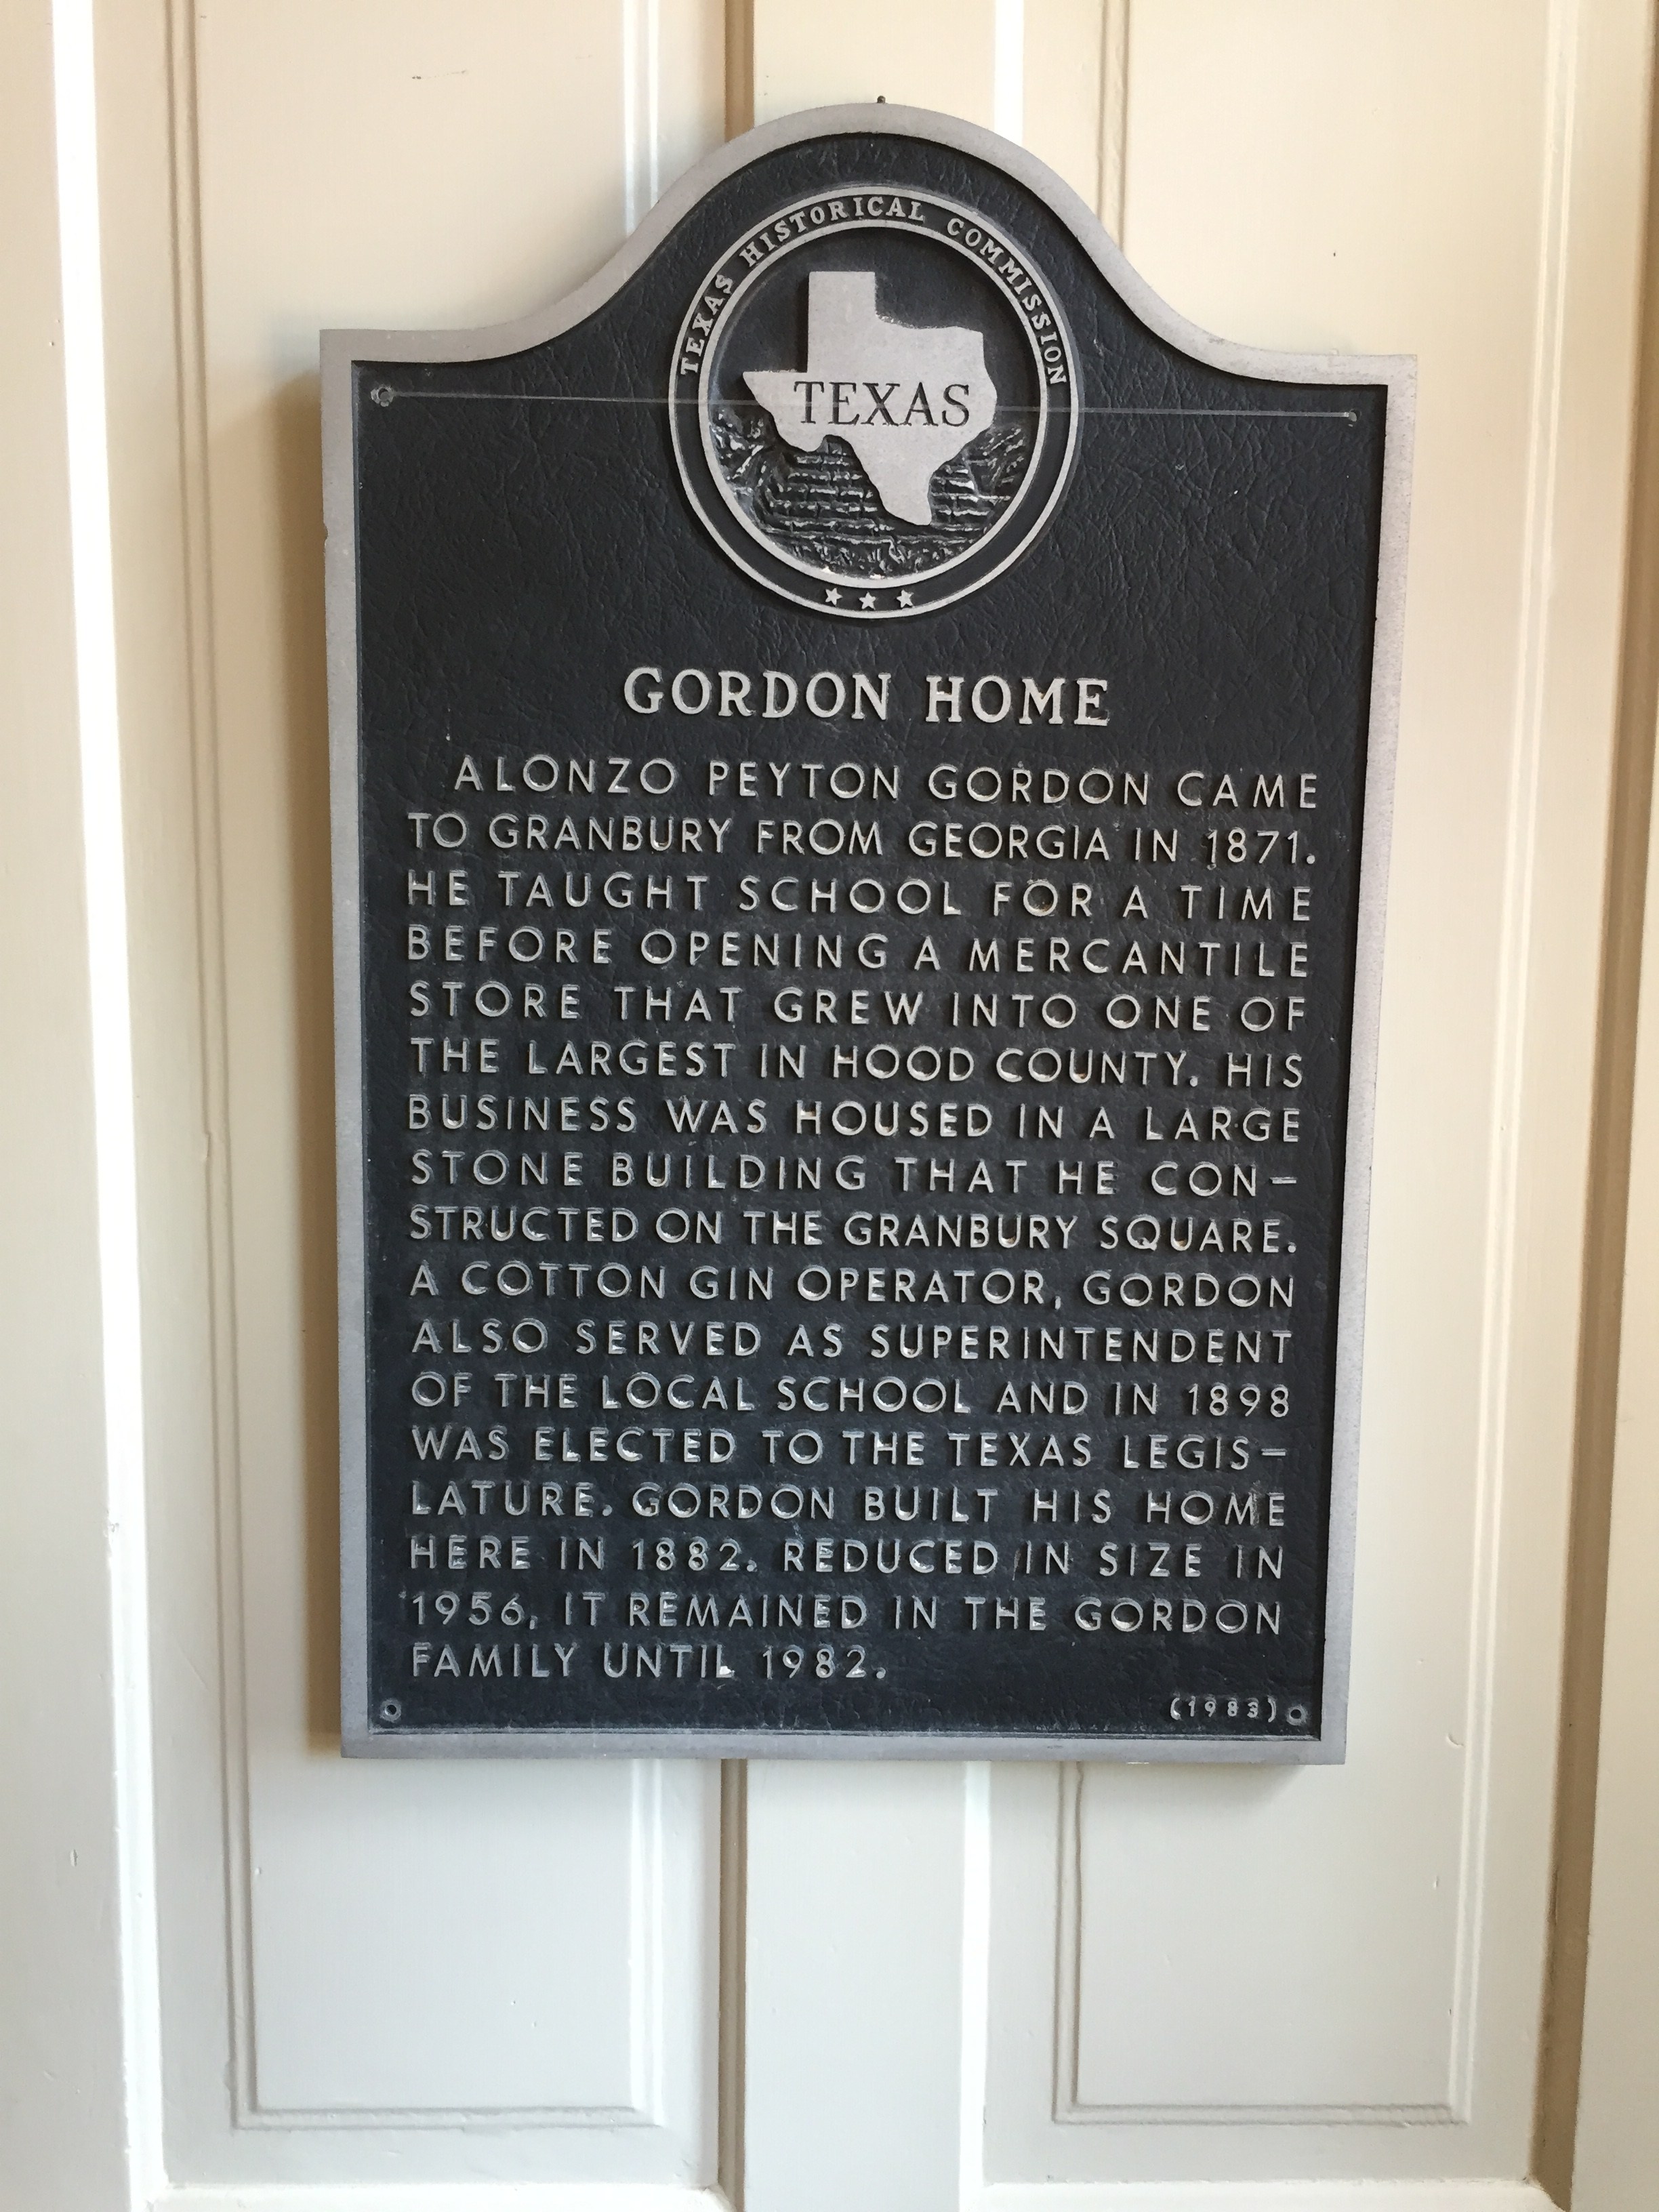 TEXAS HISTORICAL COMMISSION
TEXAS
GORDON HOME
ALONZO PEYTON GORDON CAME
TO GRANBURY FROM GEORGIA IN 1871.
HE TAUGHT SCHOOL FOR A TIME
BEFORE OPENING A MERCANTILE
STORE THAT GREW INTO ONE OF
THE LARGEST IN HOOD COUNTY. HIS
BUSINESS WAS HOUSED IN A LARGE
STONE BUILDING THAT HE CON-
STRUCTED ON THE GRANBURY SQUARE.
A COTTON GIN OPERATOR, GORDON
ALSO SERVED AS SUPERINTENDENT
OF THE LOCAL SCHOOL AND IN 1898
WAS ELECTED TO THE TEXAS LEGIS-
LATURE. GORDON BUILT HIS HOME
HERE IN 1882. REDUCED IN SIZE IN
1956, IT REMAINED IN THE GORDON
FAMILY UNTIL 1982.
(1983)